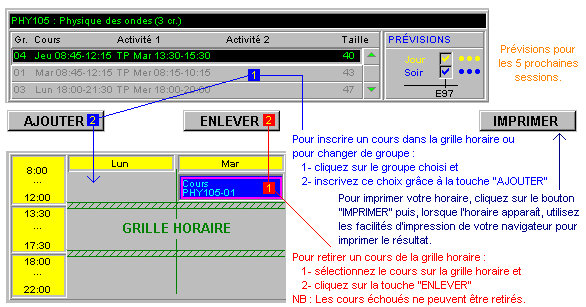 PHY105 : Physique des ondes (3 cr.)
Gr. Cours Activité 1 Activité 2 Taille
04 Jeu 08:45-12:15 TP Mar 13:30-15:30 40
01 Mar 08:45-12:15 TP Mer 08:15-10:15 43
03 Lun 18:00-21:30 TP Mer 18:00-20:00 47
1
PRÉVISIONS
Jour
Soir
E97
Prévisions pour
les 5 prochaines
sessions.
AJOUTER 2
ENLEVER 2
IMPRIMER
Pour inscrire un cours dans la grille horaire ou
pour changer de groupe :
1- cliquez sur le groupe choisi et
2- inscrivez ce choix grâce à la touche "AJOUTER"
Lun Mar
8:00
...
12:00
13:30
...
17:30
18:00
...
22:00
Cours
PHY105-01
1
GRILLE HORAIRE
Pour imprimer votre horaire, cliquez sur le bouton
"IMPRIMER" puis, lorsque l'horaire apparaît, utilisez
les facilités d'impression de votre navigateur pour
imprimer le résultat.
Pour retirer un cours de la grille horaire :
1- sélectionnez le cours sur la grille horaire et
2- cliquez sur la touche "ENLEVER"
NB : Les cours échoués ne peuvent être retirés.